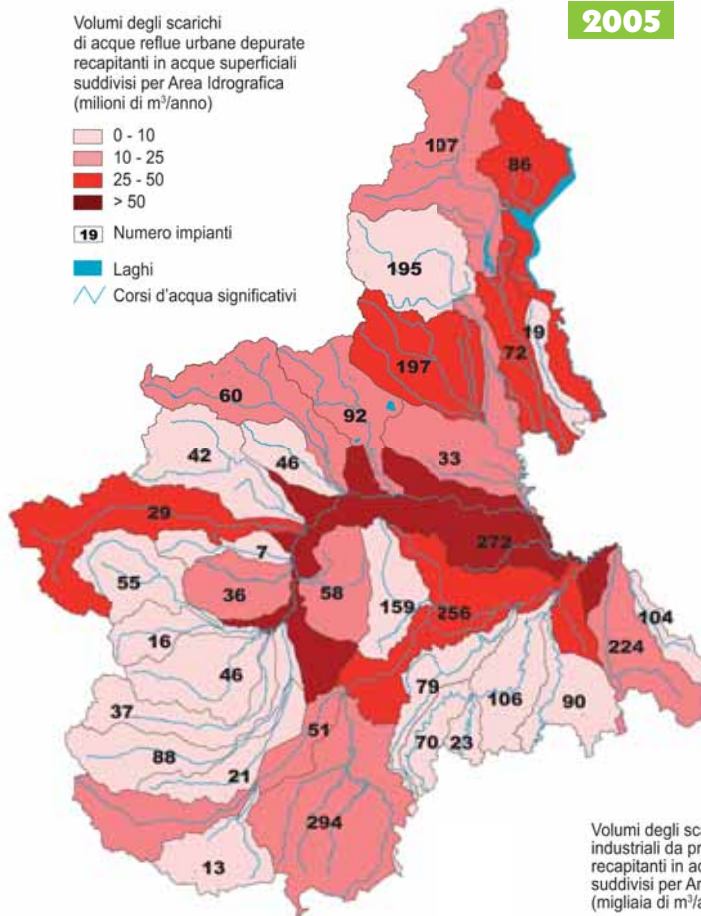 2005
Volumi degli scarichi
di acque reflue urbane depurate
recapitanti in acque superficiali
suddivisi per Area Idrografica
(milioni di m³/anno)
0 - 10
10 - 25
25 - 50
> 50
19 Numero impianti
Laghi
Corsi d'acqua significativi
107
86
195
19
197
72
60
92
42
46
33
29
272
7
55
36
58
159
256
104
16
224
46
79
106
90
37
51
70
23
88
21
294
13
Volumi degli sc
industriali da pr
recapitanti in ac
suddivisi per Ar
(migliaia di m³/a